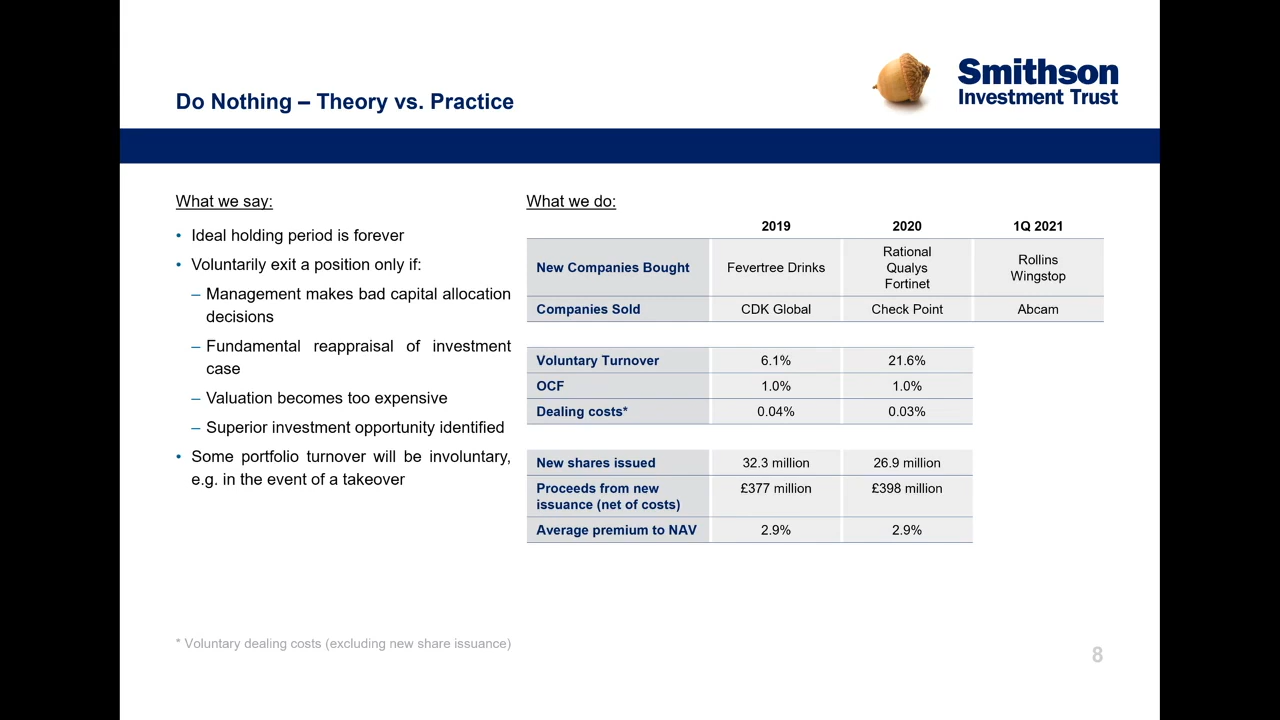 Smithson
Investment Trust
Do Nothing – Theory vs. Practice
What we say:
• Ideal holding period is forever
• Voluntarily exit a position only if:
– Management makes bad capital allocation
decisions
– Fundamental reappraisal of investment
case
– Valuation becomes too expensive
– Superior investment opportunity identified
• Some portfolio turnover will be involuntary,
e.g. in the event of a takeover
What we do:
2019 2020 1Q 2021
New Companies Bought Fevertree Drinks Rational
Qualys
Fortinet Rollins
Wingstop
Companies Sold CDK Global Check Point Abcam
Voluntary Turnover 6.1% 21.6%
OCF 1.0% 1.0%
Dealing costs* 0.04% 0.03%
New shares issued 32.3 million 26.9 million
Proceeds from new
issuance (net of costs) £377 million £398 million
Average premium to NAV 2.9% 2.9%
* Voluntary dealing costs (excluding new share issuance)
8